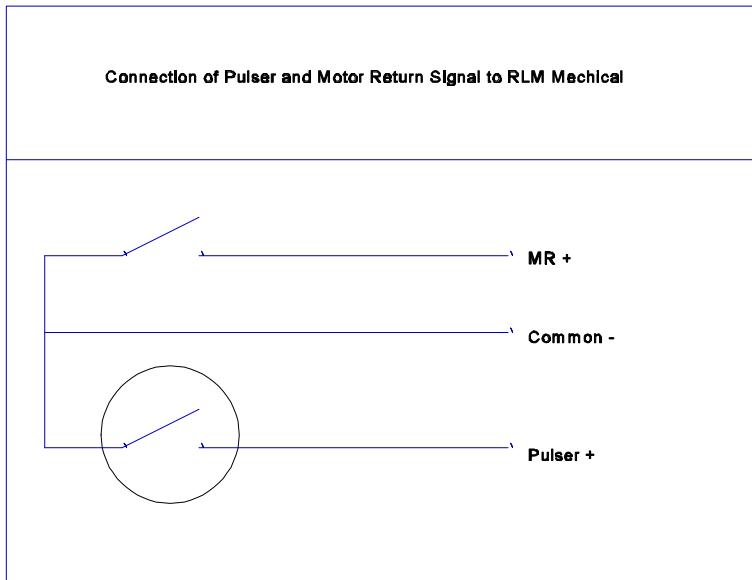 Connection of Pulser and Motor Return Signal to RLM Mechical
MR +
Common -
Pulser +